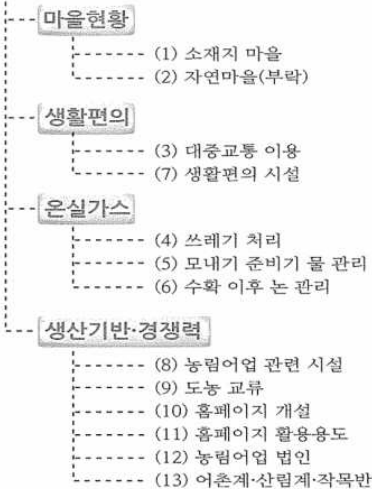 마을현황
(1) 소재지 마을
(2) 자연마을(부락)
생활편의
(3) 대중교통 이용
(7) 생활편의 시설
온실가스
(4) 쓰레기 처리
(5) 모내기 준비기 물 관리
(6) 수확 이후 논 관리
생산기반·경쟁력
(8) 농림어업 관련 시설
(9) 도농 교류
(10) 홈페이지 개설
(11) 홈페이지 활용용도
(12) 농림어업 법인
(13) 어촌계·산림계·작목반